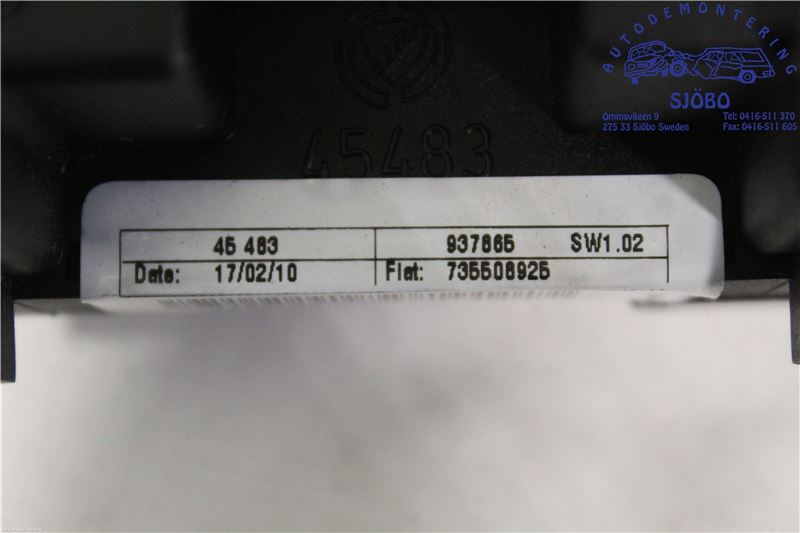 AUTODEMONTERING
SJÖBO
Ommavägen 9 Tel: 0416-511 370
275 33 Sjöbo Sweden Fax: 0416-511 605
45483
45 483 937865 SW1.02
Date: 17/02/10 Fiat: 735508925